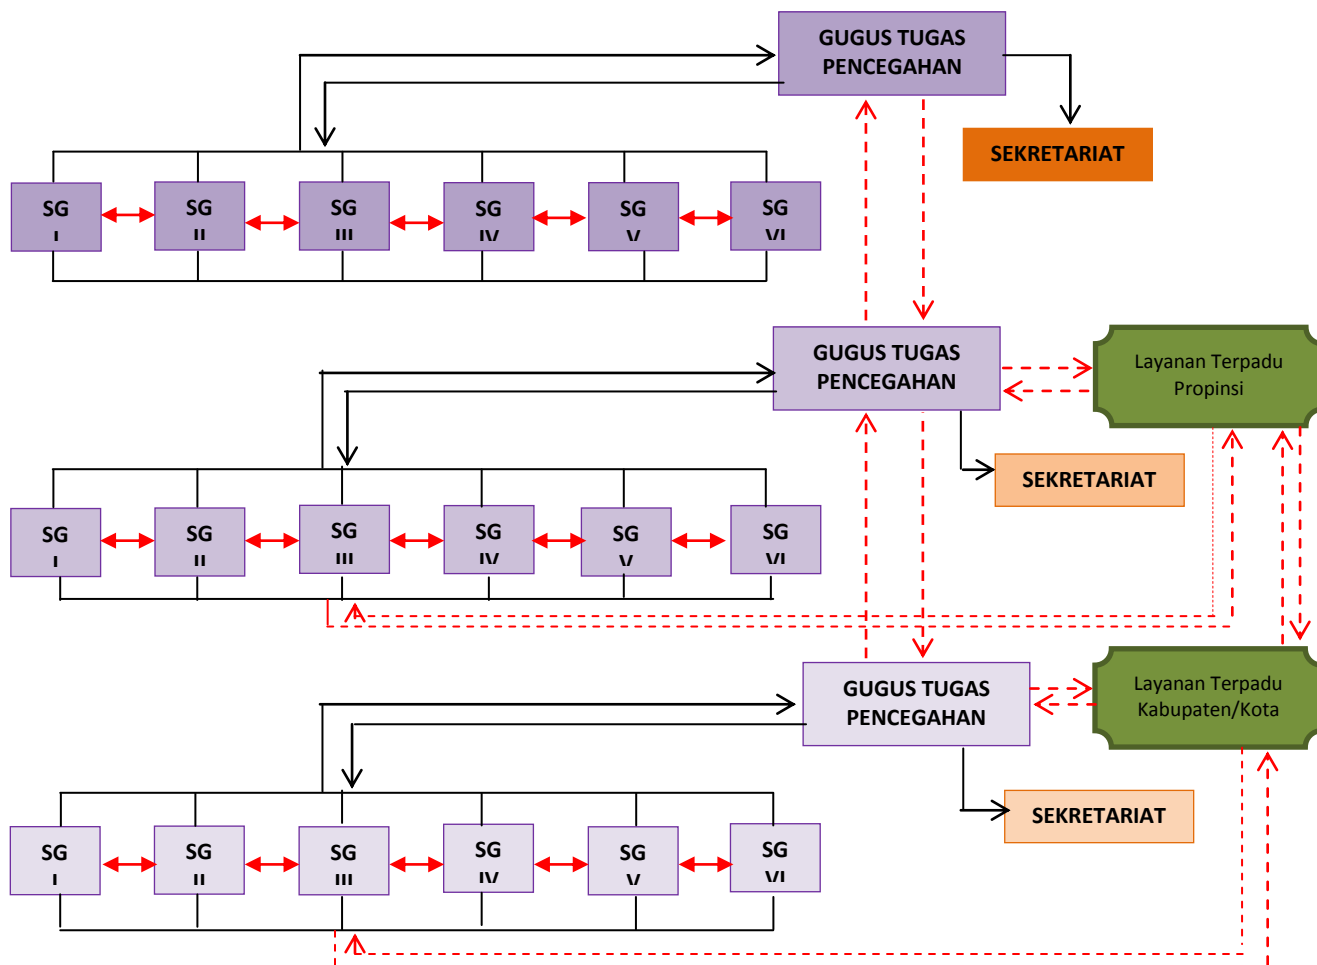 GUGUS TUGAS
PENCEGAHAN
SEKRETARIAT
SG
I
SG
II
SG
III
SG
IV
SG
V
SG
VI
GUGUS TUGAS
PENCEGAHAN
Layanan Terpadu
Propinsi
SEKRETARIAT
SG
I
SG
II
SG
III
SG
IV
SG
V
SG
VI
GUGUS TUGAS
PENCEGAHAN
Layanan Terpadu
Kabupaten/Kota
SEKRETARIAT
SG
I
SG
II
SG
III
SG
IV
SG
V
SG
VI